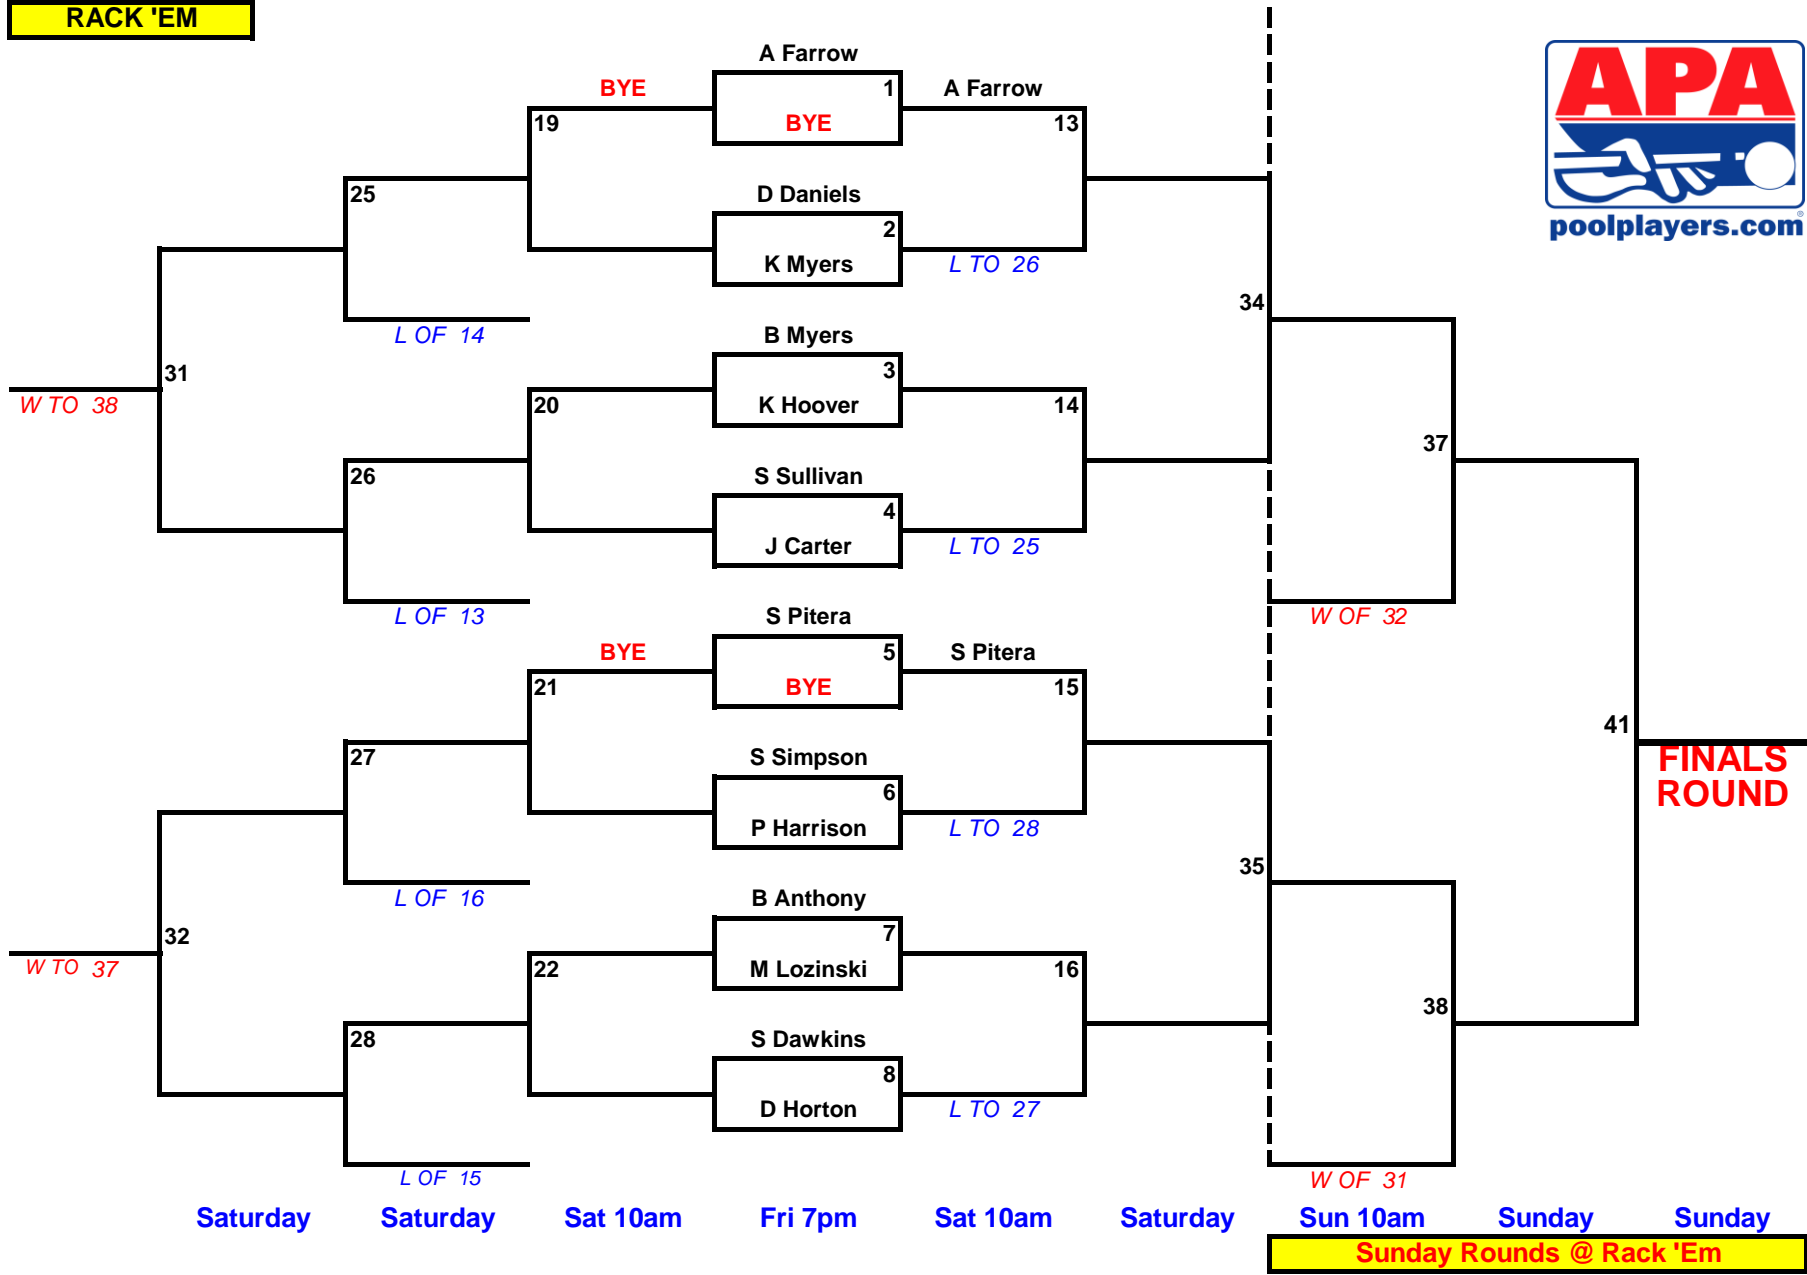 RACK 'EM
A Farrow
BYE 1 A Farrow
19 BYE 13
APA
25 D Daniels
2
K Myers L TO 26
poolplayers.com®
34
L OF 14 B Myers
31 3
W TO 38 20 K Hoover 14
37
26 S Sullivan
4
J Carter L TO 25
L OF 13 S Pitera W OF 32
BYE 5 S Pitera
21 BYE 15
41
27 S Simpson FINALS
ROUND
6
P Harrison L TO 28
35
L OF 16 B Anthony
32 7
W TO 37 22 M Lozinski 16
38
28 S Dawkins
8
D Horton L TO 27
L OF 15 W OF 31
Saturday Saturday Sat 10am Fri 7pm Sat 10am Saturday Sun 10am Sunday Sunday
Sunday Rounds @ Rack 'Em